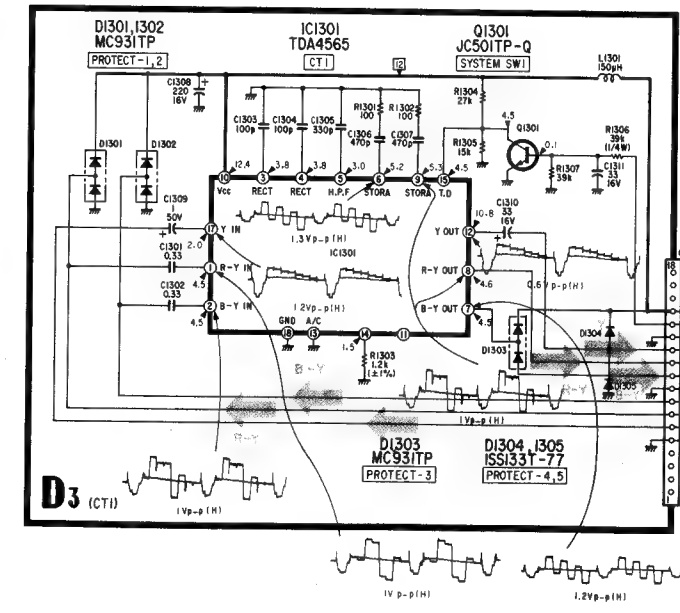 D1301,1302
MC931TP
PROTECT-1,2
IC1301
TDA4565
CTI
12
Q1301
JC501TP-Q
SYSTEM SW1
L1301
150µH
C1308
220
16V
R1304
27k
R1301
100
R1302
100
C1303
100p
C1304
100p
C1305
330p
C1306
470p
C1307
470p
4.5
Q1301
0.1
R1306
39k
(1/4W)
R1305
15k
R1307
39k
C1311
33
16V
D1301
D1302
12.4
3.8
3.8
3.0
5.2
5.3
4.5
10
3
4
5
6
9
15
Vcc
RECT
RECT
H.P.F
STORA
STORA
T.D
C1309
1
50V
2.0
17
Y IN
1.3Vp-p(H)
IC1301
Y OUT
12
10.8
C1310
33
16V
C1301
0.33
4.5
1
R-Y IN
R-Y OUT
8
4.6
0.6Vp-p(H)
C1302
0.33
4.5
2
B-Y IN
1.2Vp-p(H)
B-Y OUT
7
4.5
GND
A/C
18
13
14
11
1.5
R1303
1.2k
(±1%)
D1303
D1304
D1305
18
B-Y
R-Y
R-Y
B-Y
1Vp-p(H)
D1303
MC931TP
PROTECT-3
D1304,1305
1SS133T-77
PROTECT-4,5
D3 (CTI)
1Vp-p(H)
1
1Vp-p(H)
1.2Vp-p(H)